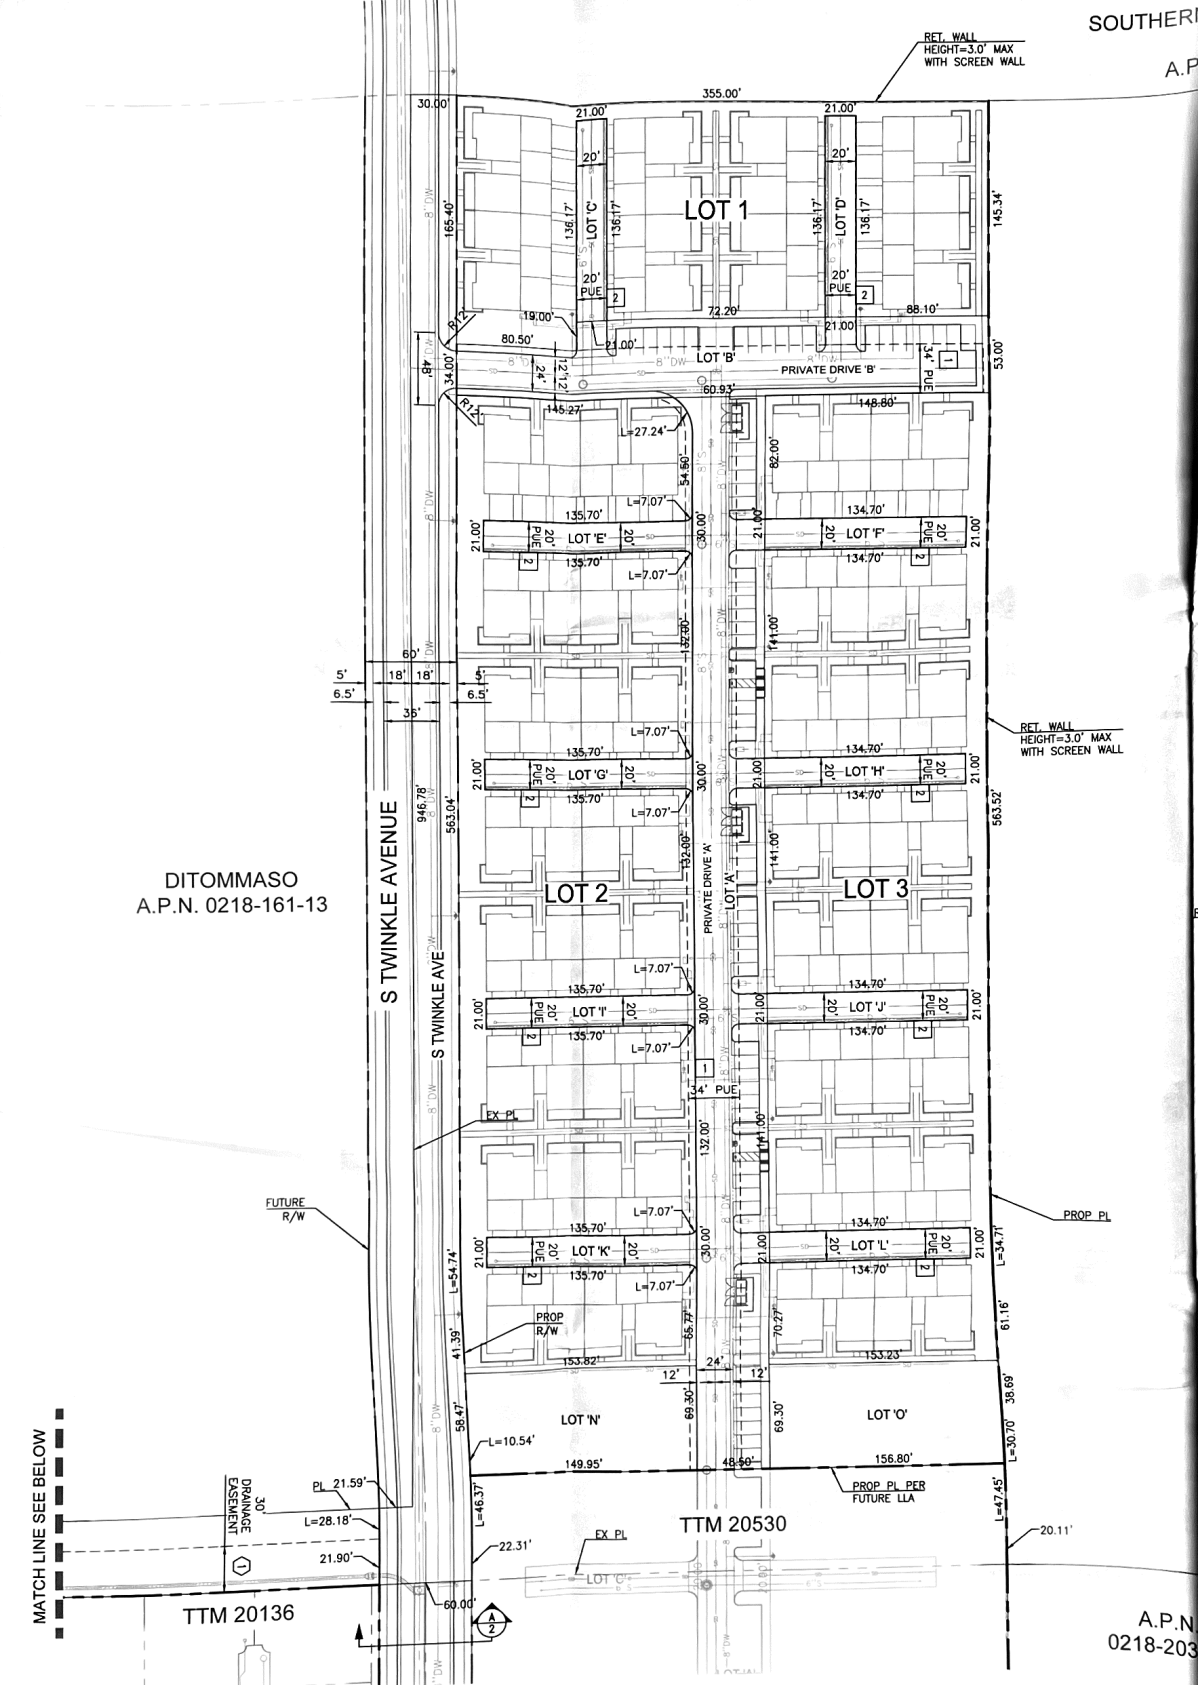 SOUTHER
A.P
RET. WALL
HEIGHT=3.0' MAX
WITH SCREEN WALL
355.00'
30.00'
21.00'
21.00'
20'
20'
165.40'
8"DW
136.17'
LOT 'C'
136.17'
LOT 1
136.17'
LOT 'D'
136.17'
145.34'
20'
PUE
2
20'
PUE
2
R12'
19.00'
72.20'
88.10'
21.00'
21.00'
80.50'
48'
34.00'
24'
12'
12'
LOT 'B'
PRIVATE DRIVE 'B'
34' PUE
1
53.00'
R12'
145.27'
60.93'
148.80'
L=27.24'
54.50'
82.00'
L=7.07'
135.70'
134.70'
21.00'
PUE
20'
LOT 'E'
20'
30.00'
21.00'
20'
LOT 'F'
PUE
20'
21.00'
2
135.70'
134.70'
2
L=7.07'
132.00'
141.00'
60'
5'
18'
18'
5'
6.5'
6.5'
36'
RET. WALL
HEIGHT=3.0' MAX
WITH SCREEN WALL
L=7.07'
135.70'
134.70'
21.00'
PUE
20'
LOT 'G'
20'
30.00'
21.00'
20'
LOT 'H'
PUE
20'
21.00'
2
135.70'
134.70'
2
L=7.07'
946.78'
563.04'
563.52'
132.00'
141.00'
DITOMMASO
A.P.N. 0218-161-13
S TWINKLE AVENUE
S TWINKLE AVE
LOT 2
PRIVATE DRIVE 'A'
LOT 'A'
LOT 3
L=7.07'
135.70'
134.70'
21.00'
PUE
20'
LOT 'I'
20'
30.00'
21.00'
20'
LOT 'J'
PUE
20'
21.00'
2
135.70'
134.70'
2
L=7.07'
1
34' PUE
EX PL
132.00'
141.00'
FUTURE
R/W
L=7.07'
PROP PL
135.70'
134.70'
21.00'
PUE
20'
LOT 'K'
20'
30.00'
21.00'
20'
LOT 'L'
PUE
20'
21.00'
L=34.71'
2
135.70'
134.70'
2
L=7.07'
L=54.74'
PROP
R/W
41.39'
65.77'
70.27'
61.16'
153.82'
24'
153.23'
12'
12'
58.47'
LOT 'N'
69.30'
69.30'
LOT 'O'
38.69'
L=10.54'
L=30.70'
149.95'
48.50'
156.80'
MATCH LINE SEE BELOW
30'
DRAINAGE
EASEMENT
1
PL 21.59'
L=28.18'
L=46.37'
PROP PL PER
FUTURE LLA
L=47.45'
TTM 20530
EX PL
20.11'
21.90'
22.31'
LOT 'C'
60.00'
TTM 20136
A
2
A.P.N.
0218-203